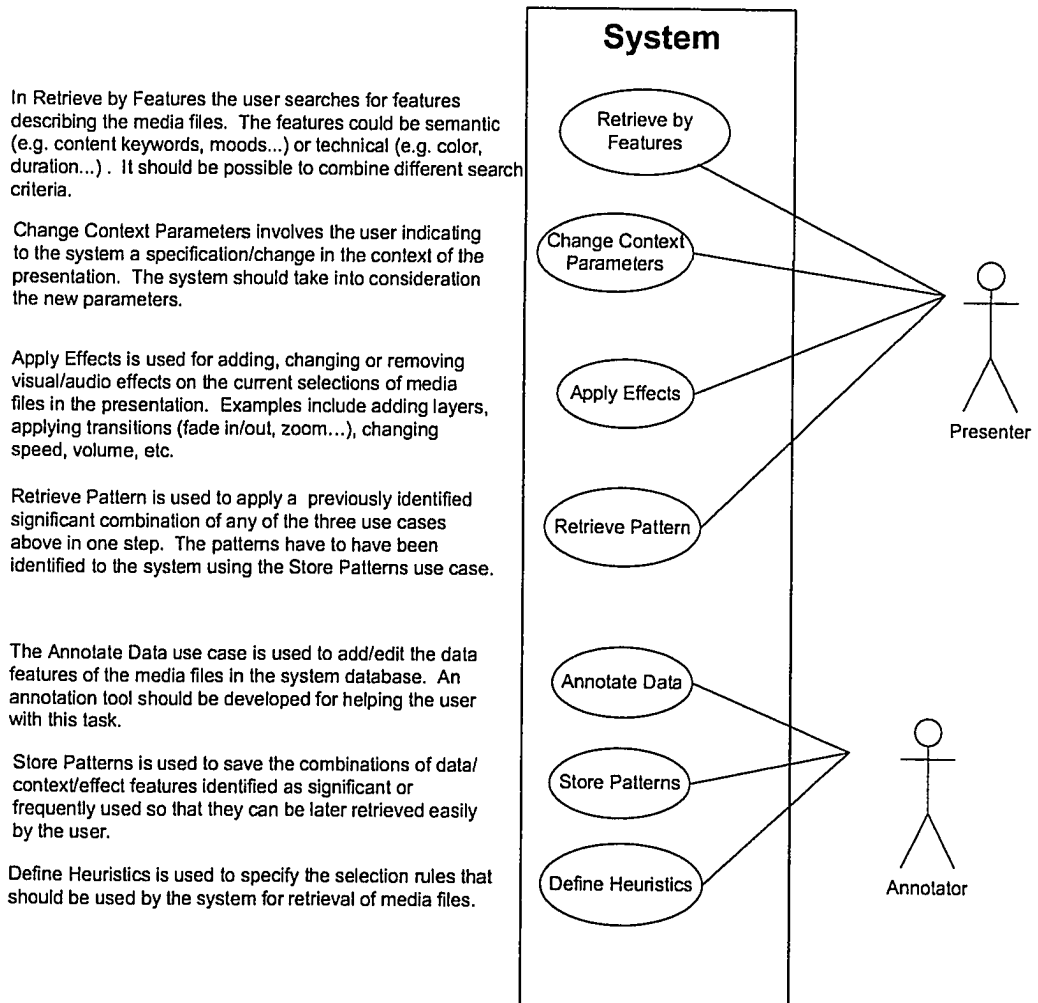 System
In Retrieve by Features the user searches for features
describing the media files. The features could be semantic
(e.g. content keywords, moods...) or technical (e.g. color,
duration...) . It should be possible to combine different search
criteria.
Retrieve by
Features
Change Context Parameters involves the user indicating
to the system a specification/change in the context of the
presentation. The system should take into consideration
the new parameters.
Change Context
Parameters
Apply Effects is used for adding, changing or removing
visual/audio effects on the current selections of media
files in the presentation. Examples include adding layers,
applying transitions (fade in/out, zoom...), changing
speed, volume, etc.
Apply Effects
Presenter
Retrieve Pattern is used to apply a previously identified
significant combination of any of the three use cases
above in one step. The patterns have to have been
identified to the system using the Store Patterns use case.
Retrieve Pattern
The Annotate Data use case is used to add/edit the data
features of the media files in the system database. An
annotation tool should be developed for helping the user
with this task.
Annotate Data
Store Patterns is used to save the combinations of data/
context/effect features identified as significant or
frequently used so that they can be later retrieved easily
by the user.
Store Patterns
Define Heuristics is used to specify the selection rules that
should be used by the system for retrieval of media files.
Define Heuristics
Annotator